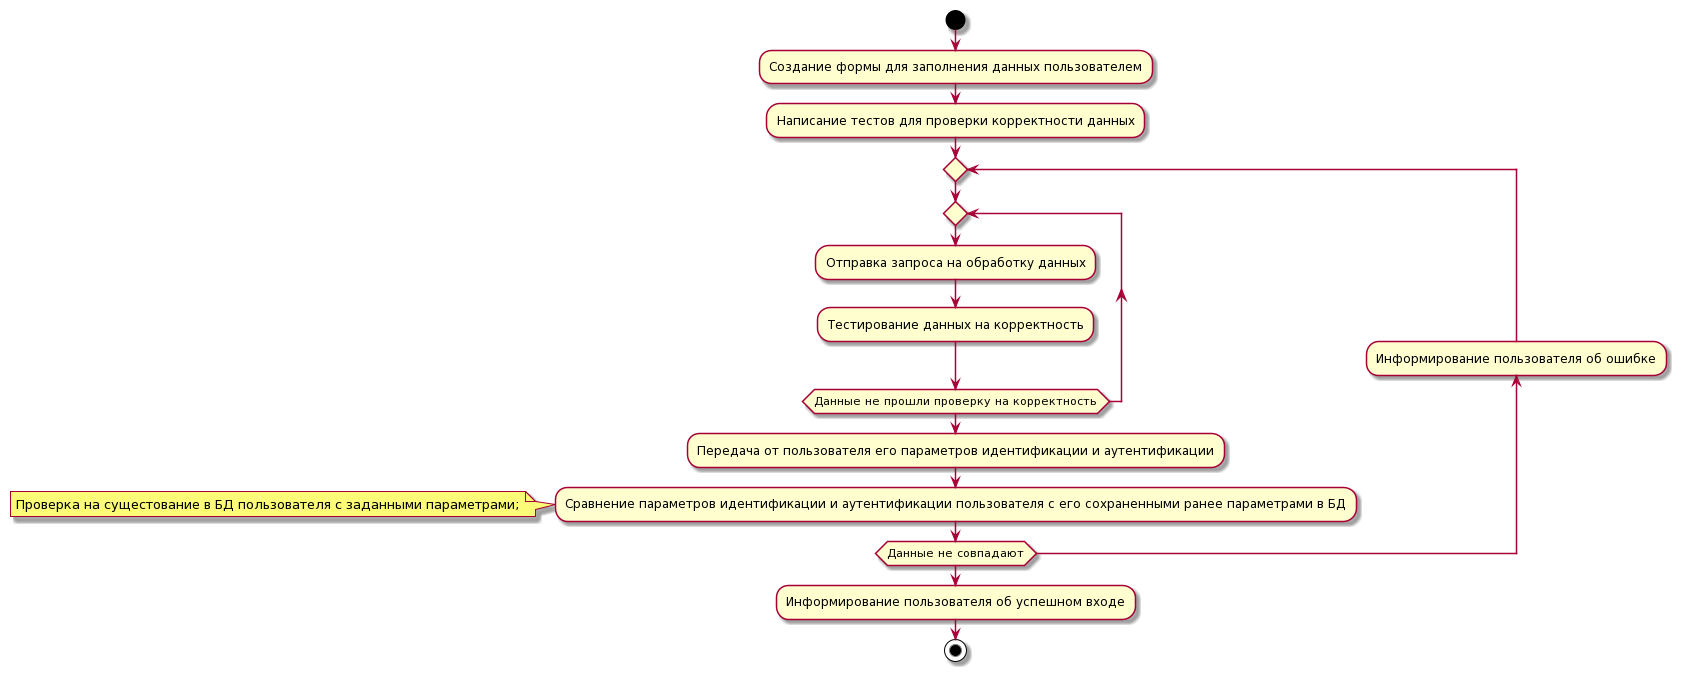 Создание формы для заполнения данных пользователем
Написание тестов для проверки корректности данных
Отправка запроса на обработку данных
Тестирование данных на корректность
Информирование пользователя об ошибке
Данные не прошли проверку на корректность
Передача от пользователя его параметров идентификации и аутентификации
Проверка на сущестование в БД пользователя с заданными параметрами;
Сравнение параметров идентификации и аутентификации пользователя с его сохраненными ранее параметрами в БД
Данные не совпадают
Информирование пользователя об успешном входе